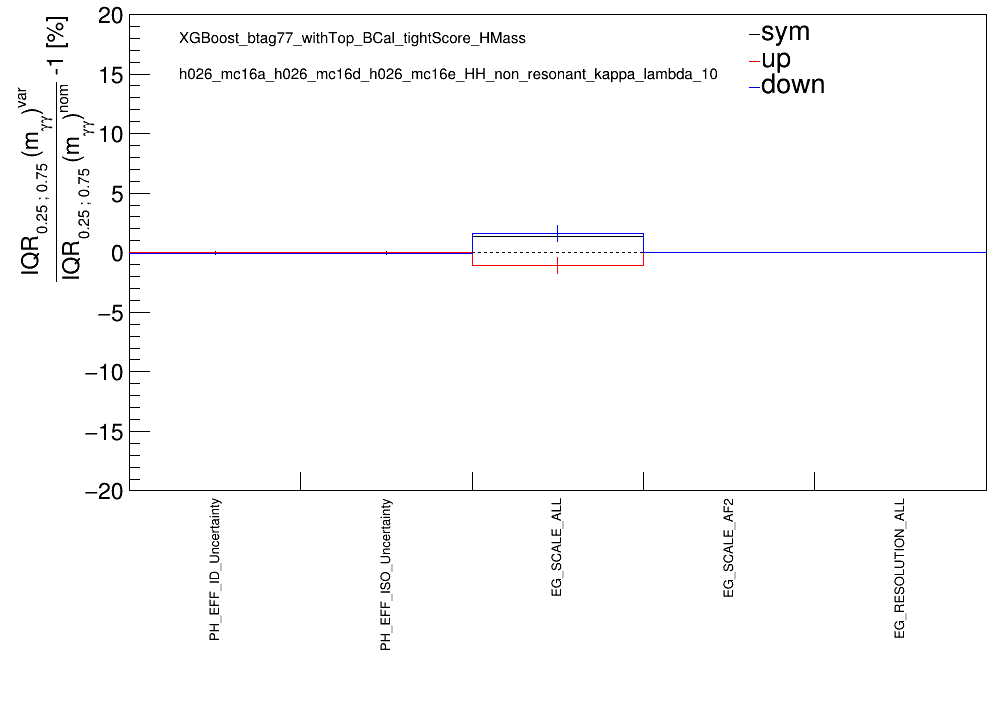 XGBoost_btag77_withTop_BCal_tightScore_HMass
h026_mc16a_h026_mc16d_h026_mc16e_HH_non_resonant_kappa_lambda_10
sym
up
down
IQR0.25 ; 0.75 (mγγ)var
IQR0.25 ; 0.75 (mγγ)nom
-1 [%]
20
15
10
5
0
−5
−10
−15
−20
PH_EFF_ID_Uncertainty
PH_EFF_ISO_Uncertainty
EG_SCALE_ALL
EG_SCALE_AF2
EG_RESOLUTION_ALL